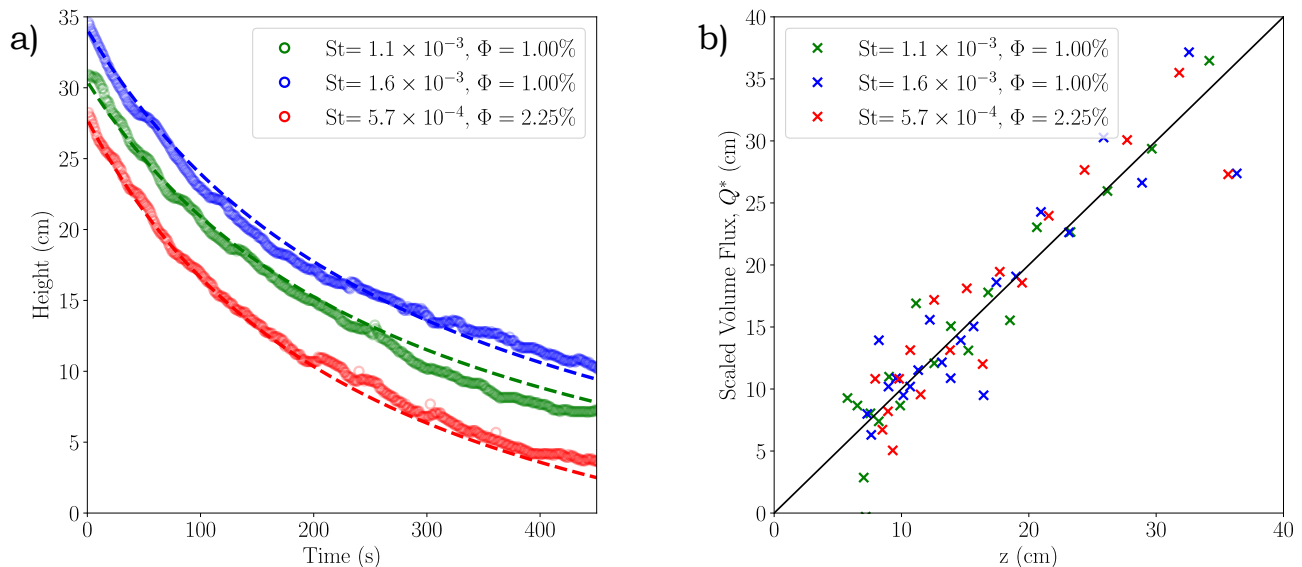 a)
St= 1.1 × 10⁻³, Φ = 1.00%
St= 1.6 × 10⁻³, Φ = 1.00%
St= 5.7 × 10⁻⁴, Φ = 2.25%
35
30
25
20
15
10
5
0
Height (cm)
0 100 200 300 400
Time (s)
b)
St= 1.1 × 10⁻³, Φ = 1.00%
St= 1.6 × 10⁻³, Φ = 1.00%
St= 5.7 × 10⁻⁴, Φ = 2.25%
40
35
30
25
20
15
10
5
0
Scaled Volume Flux, Q* (cm)
0 10 20 30 40
z (cm)